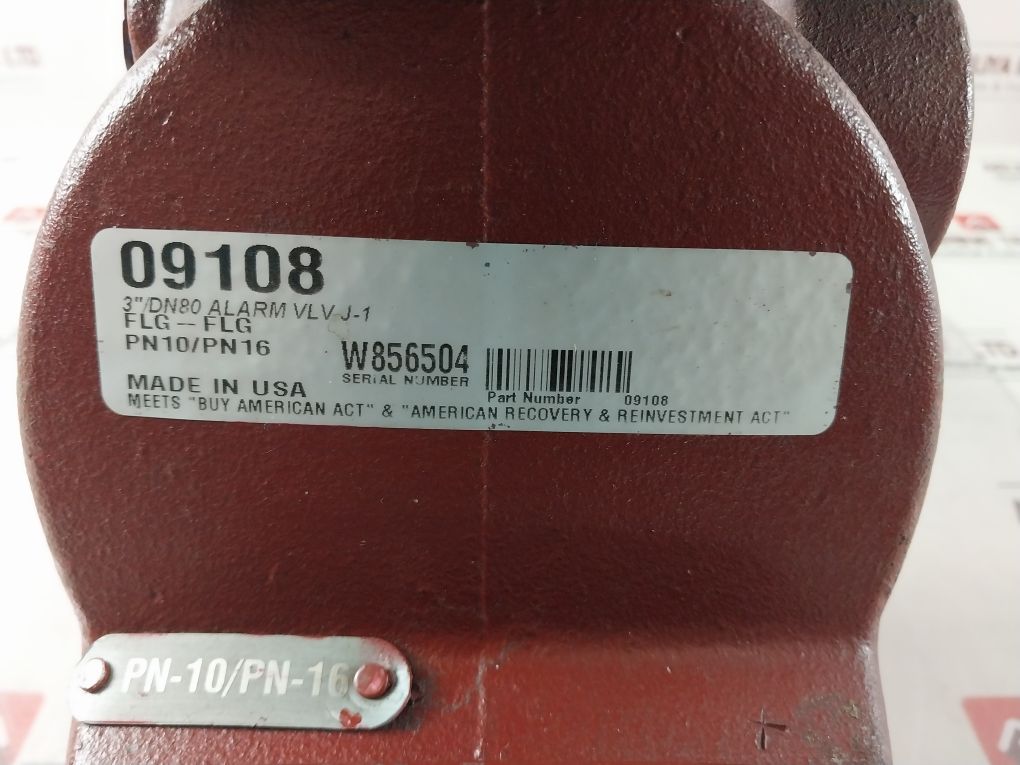 09108
3"/DN80 ALARM VLV J-1
FLG -- FLG
PN10/PN16
W856504
SERIAL NUMBER
Part Number 09108
MADE IN USA
MEETS "BUY AMERICAN ACT" & "AMERICAN RECOVERY & REINVESTMENT ACT"
PN-10/PN-16